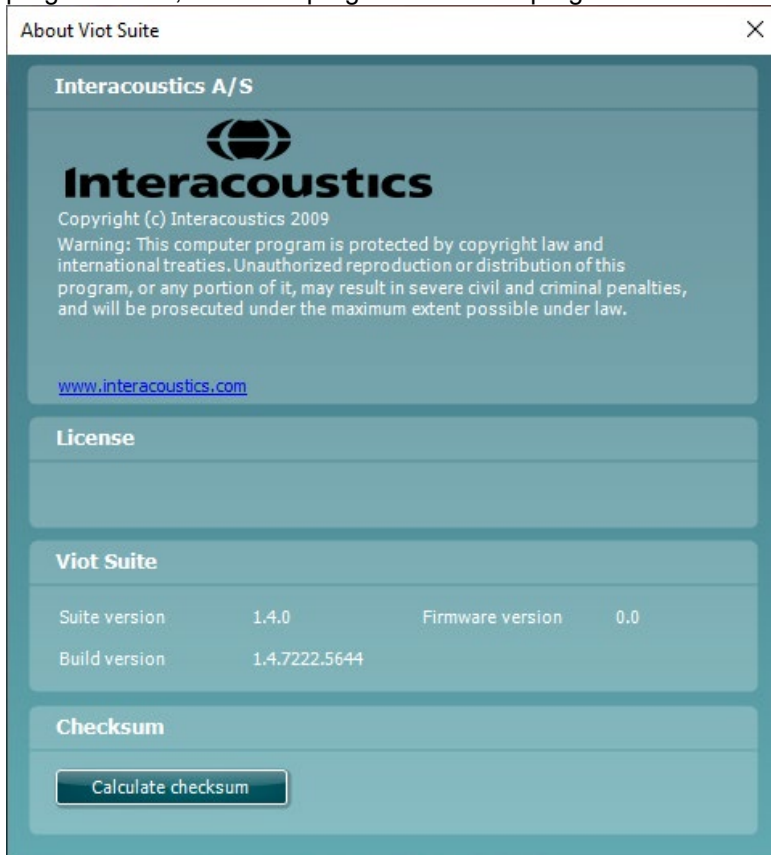 About Viot Suite
Interacoustics A/S
Interacoustics
Copyright (c) Interacoustics 2009
Warning: This computer program is protected by copyright law and
international treaties. Unauthorized reproduction or distribution of this
program, or any portion of it, may result in severe civil and criminal penalties,
and will be prosecuted under the maximum extent possible under law.
www.interacoustics.com
License
Viot Suite
Suite version 1.4.0 Firmware version 0.0
Build version 1.4.7222.5644
Checksum
Calculate checksum